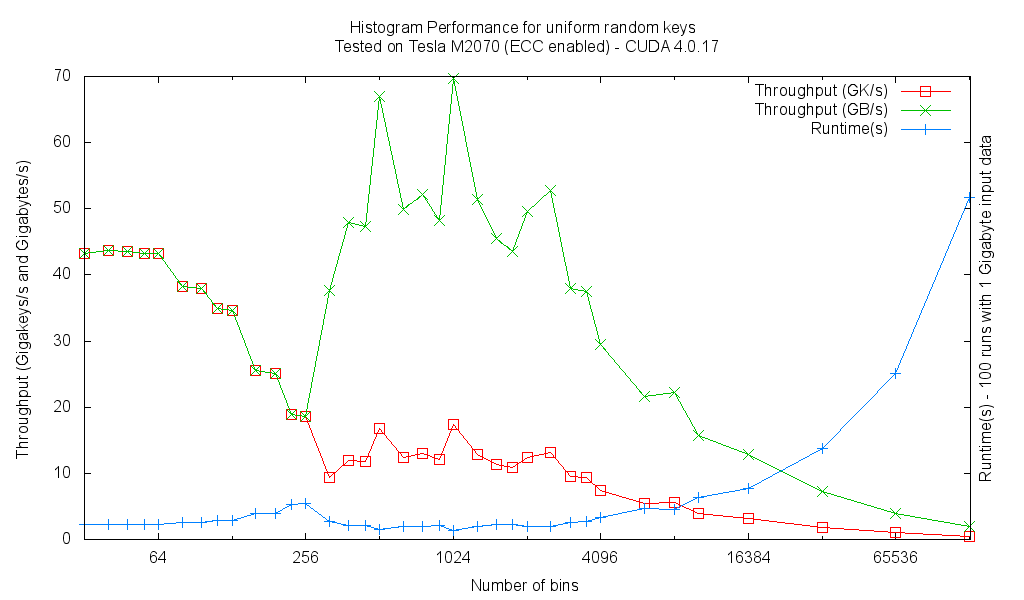 Histogram Performance for uniform random keys
Tested on Tesla M2070 (ECC enabled) - CUDA 4.0.17
Throughput (GK/s)
Throughput (GB/s)
Runtime(s)
Throughput (Gigakeys/s and Gigabytes/s)
70
60
50
40
30
20
10
0
Runtime(s) - 100 runs with 1 Gigabyte input data
64 256 1024 4096 16384 65536
Number of bins